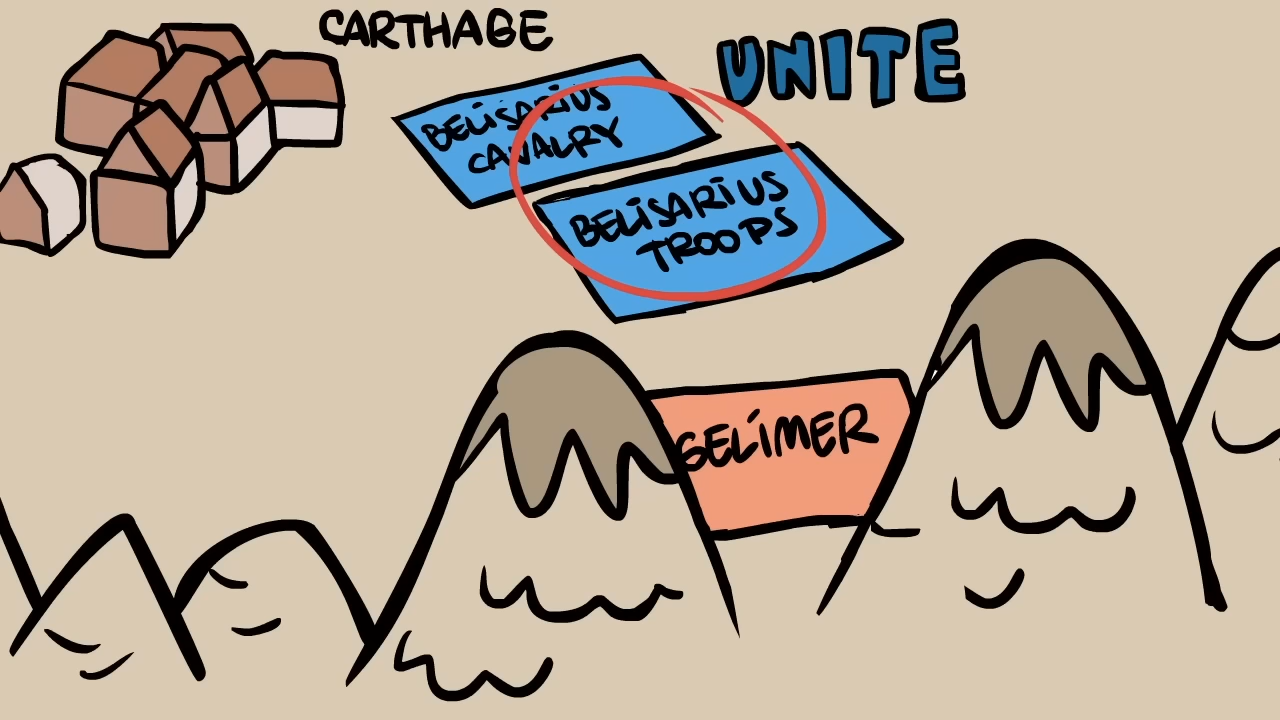 CARTHAGE
UNITE
BELISARIUS
CAVALRY
BELISARIUS
TROOPS
GELIMER